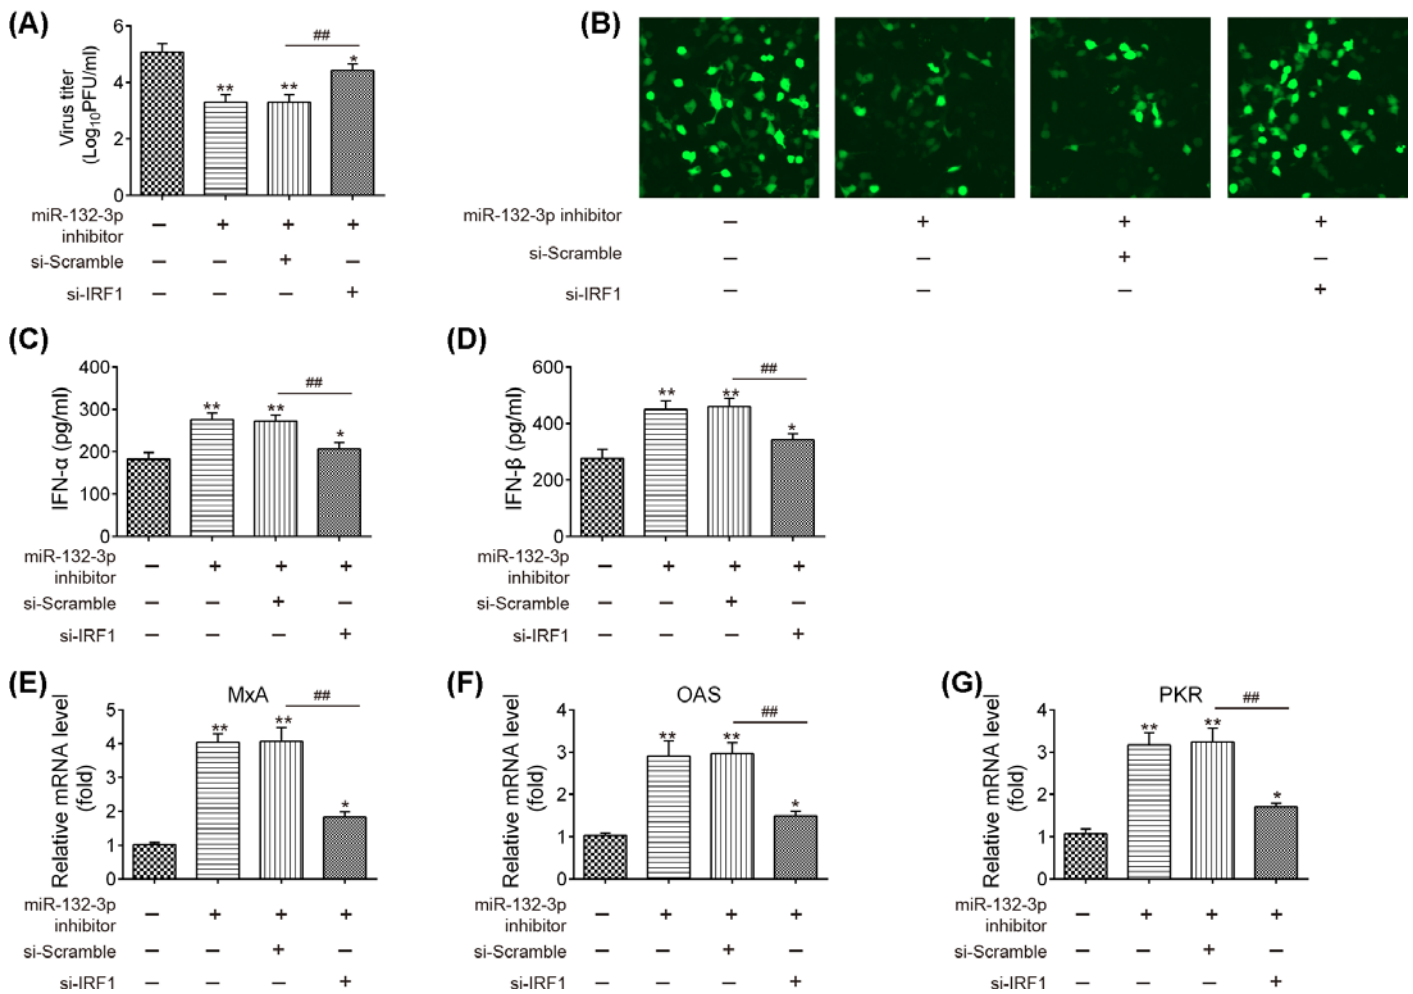 (A)
Virus titer
(Log10PFU/ml)
6
4
2
0
**
**
##
*
miR-132-3p
inhibitor
— + + +
si-Scramble
— — + —
si-IRF1
— — — +
(B)
miR-132-3p inhibitor
— + + +
si-Scramble
— — + —
si-IRF1
— — — +
(C)
IFN-α (pg/ml)
400
300
200
100
0
**
**
##
*
miR-132-3p
inhibitor
— + + +
si-Scramble
— — + —
si-IRF1
— — — +
(D)
IFN-β (pg/ml)
600
400
200
0
**
**
##
*
miR-132-3p
inhibitor
— + + +
si-Scramble
— — + —
si-IRF1
— — — +
(E)
MxA
Relative mRNA level
(fold)
5
4
3
2
1
0
**
**
##
*
miR-132-3p
inhibitor
— + + +
si-Scramble
— — + —
si-IRF1
— — — +
(F)
OAS
Relative mRNA level
(fold)
4
3
2
1
0
**
**
##
*
miR-132-3p
inhibitor
— + + +
si-Scramble
— — + —
si-IRF1
— — — +
(G)
PKR
Relative mRNA level
(fold)
4
3
2
1
0
**
**
##
*
miR-132-3p
inhibitor
— + + +
si-Scramble
— — + —
si-IRF1
— — — +